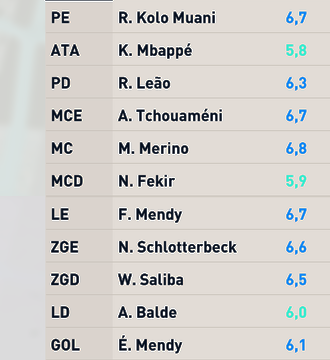 PE R. Kolo Muani 6,7
ATA K. Mbappé 5,8
PD R. Leão 6,3
MCE A. Tchouaméni 6,7
MC M. Merino 6,8
MCD N. Fekir 5,9
LE F. Mendy 6,7
ZGE N. Schlotterbeck 6,6
ZGD W. Saliba 6,5
LD A. Balde 6,0
GOL É. Mendy 6,1